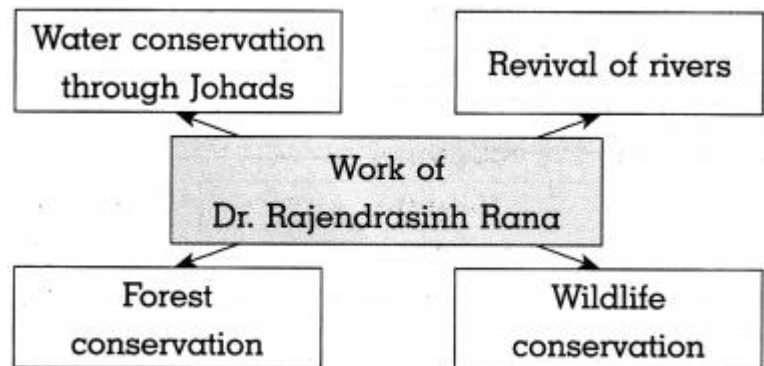 Water conservation
through Johads
Revival of rivers
Work of
Dr. Rajendrasinh Rana
Forest
conservation
Wildlife
conservation